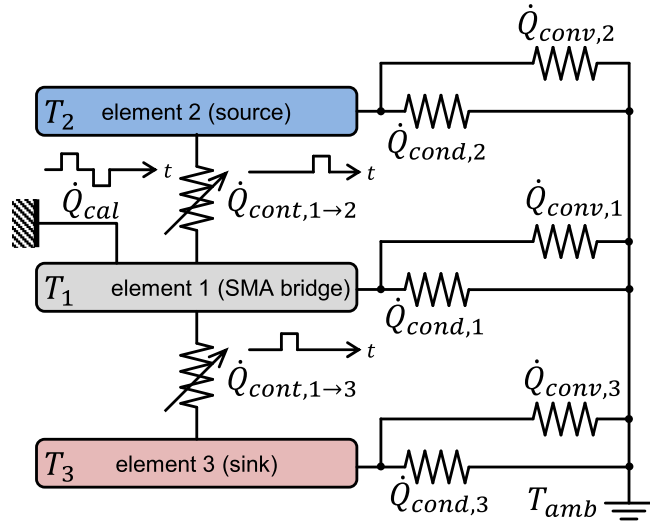 Q̇conv,2
T2 element 2 (source)
Q̇cond,2
t
t
Q̇cal
Q̇cont,1→2
Q̇conv,1
T1 element 1 (SMA bridge)
Q̇cond,1
t
Q̇cont,1→3
Q̇conv,3
T3 element 3 (sink)
Q̇cond,3
Tamb